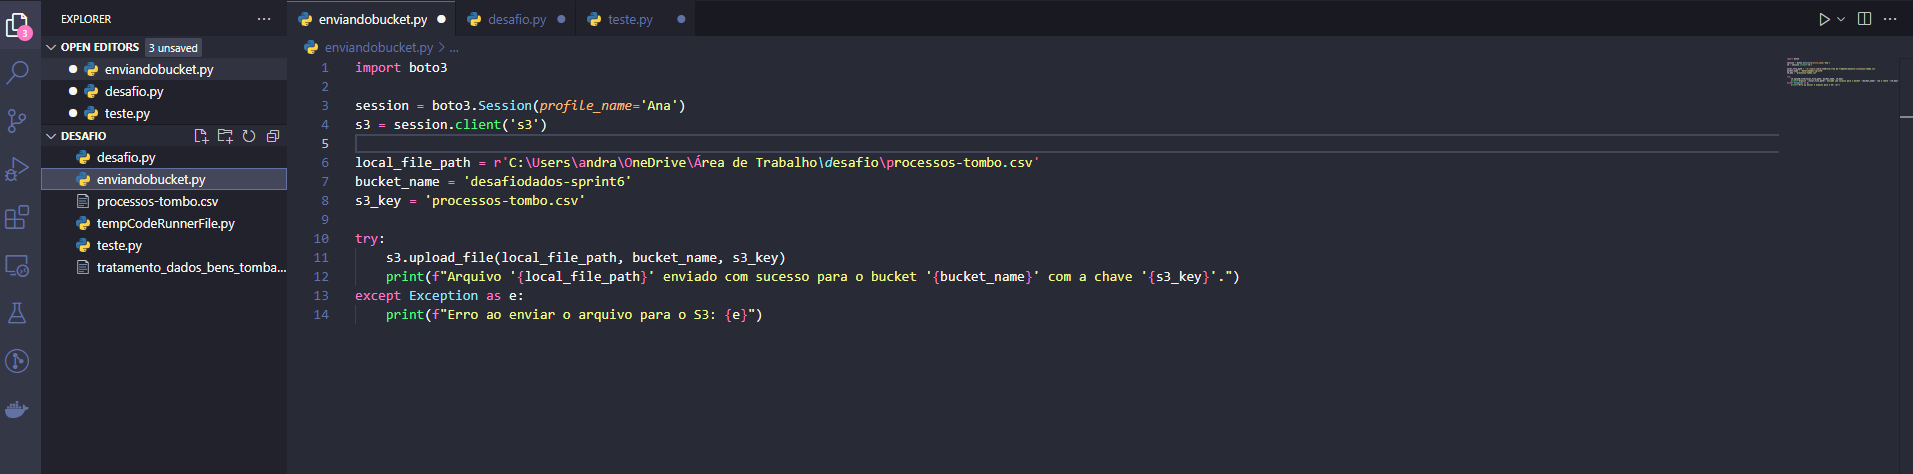 EXPLORER
OPEN EDITORS 3 unsaved
enviandobucket.py
desafio.py
teste.py
DESAFIO
desafio.py
enviandobucket.py
processos-tombo.csv
tempCodeRunnerFile.py
teste.py
tratamento_dados_bens_tomba...
3
enviandobucket.py desafio.py teste.py
enviandobucket.py > ...
1 import boto3
2
3 session = boto3.Session(profile_name='Ana')
4 s3 = session.client('s3')
5
6 local_file_path = r'C:\Users\andra\OneDrive\Área de Trabalho\desafio\processos-tombo.csv'
7 bucket_name = 'desafiodados-sprint6'
8 s3_key = 'processos-tombo.csv'
9
10 try:
11     s3.upload_file(local_file_path, bucket_name, s3_key)
12     print(f"Arquivo '{local_file_path}' enviado com sucesso para o bucket '{bucket_name}' com a chave '{s3_key}'.")
13 except Exception as e:
14     print(f"Erro ao enviar o arquivo para o S3: {e}")